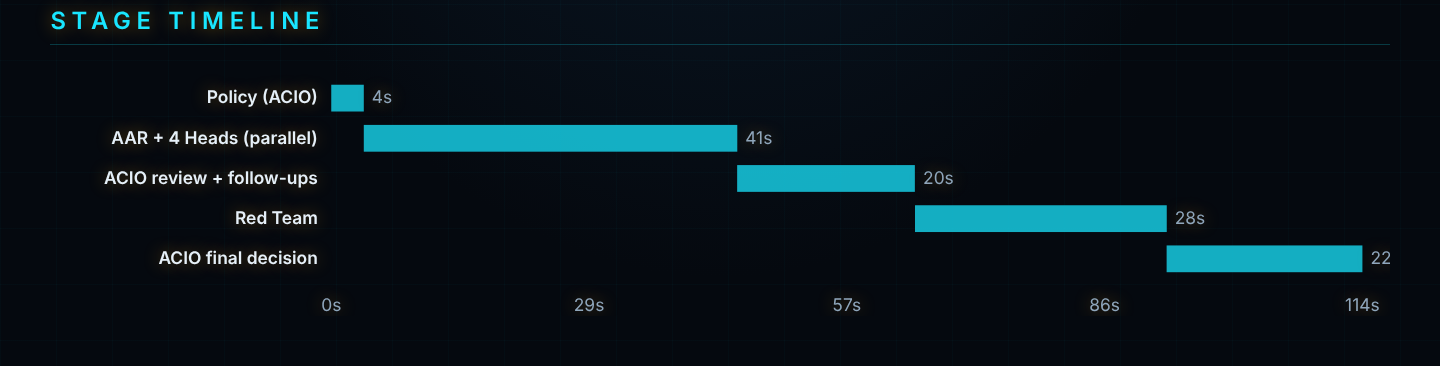 STAGE TIMELINE
Policy (ACIO) 4s
AAR + 4 Heads (parallel) 41s
ACIO review + follow-ups 20s
Red Team 28s
ACIO final decision 22
0s 29s 57s 86s 114s